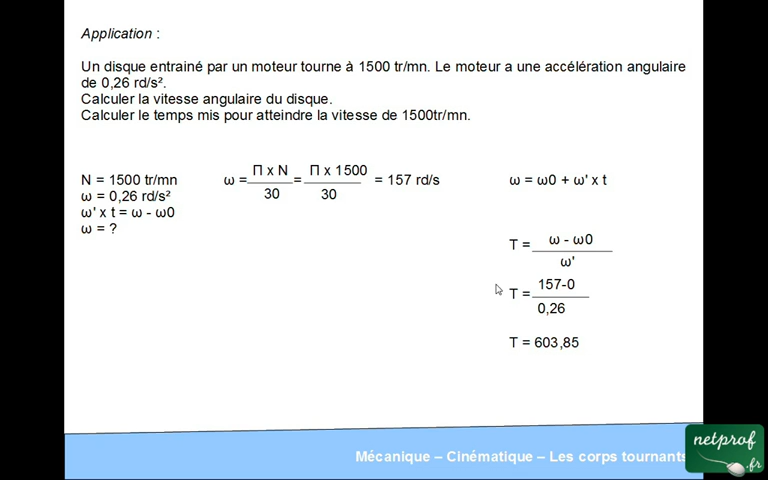 Application :
Un disque entrainé par un moteur tourne à 1500 tr/mn. Le moteur a une accélération angulaire
de 0,26 rd/s².
Calculer la vitesse angulaire du disque.
Calculer le temps mis pour atteindre la vitesse de 1500tr/mn.
N = 1500 tr/mn
ω = 0,26 rd/s²
ω' x t = ω - ω0
ω = ?
Π x N Π x 1500
ω = = = 157 rd/s
30 30
ω = ω0 + ω' x t
ω - ω0
T =
ω'
157-0
T =
0,26
T = 603,85
Mécanique – Cinématique – Les corps tournants
netprof
.fr